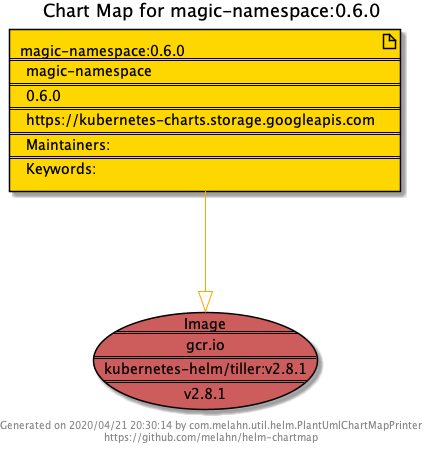 Chart Map for magic-namespace:0.6.0
magic-namespace:0.6.0
magic-namespace
0.6.0
https://kubernetes-charts.storage.googleapis.com
Maintainers:
Keywords:
Image
gcr.io
kubernetes-helm/tiller:v2.8.1
v2.8.1
Generated on 2020/04/21 20:30:14 by com.melahn.util.helm.PlantUmlChartMapPrinter
https://github.com/melahn/helm-chartmap